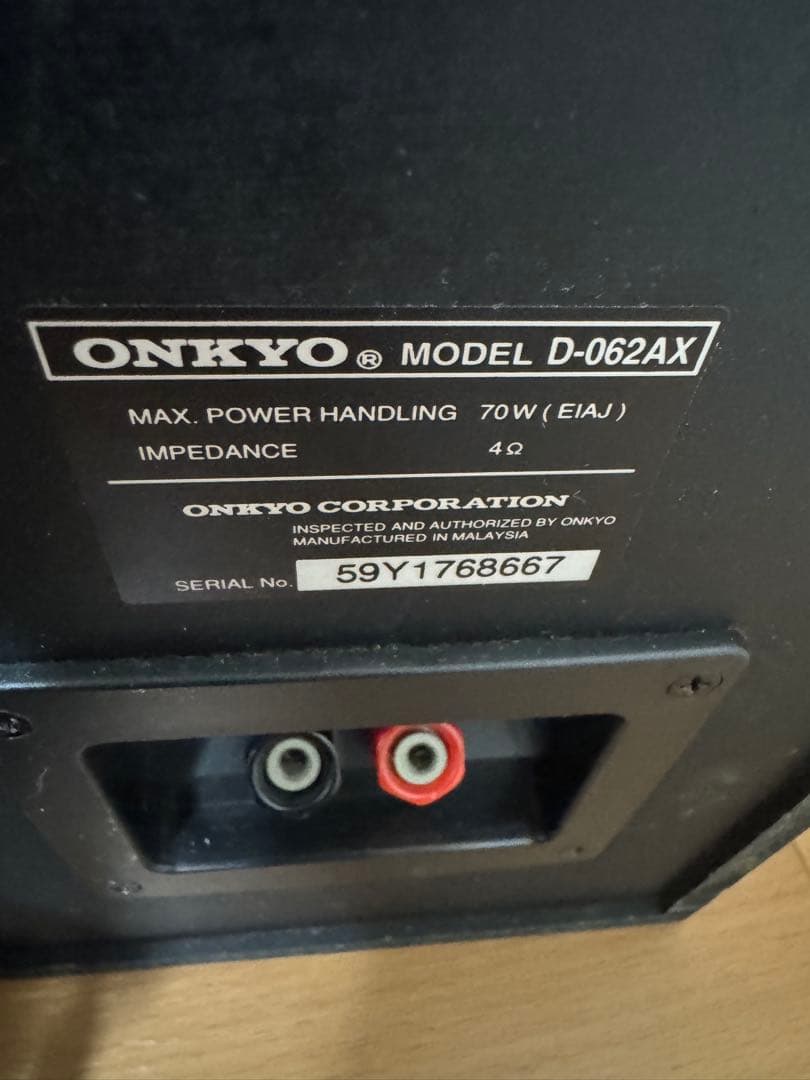 ONKYO® MODEL D-062AX
MAX. POWER HANDLING 70W (EIAJ)
IMPEDANCE 4Ω
ONKYO CORPORATION
INSPECTED AND AUTHORIZED BY ONKYO
MANUFACTURED IN MALAYSIA
SERIAL No. 59Y1768667